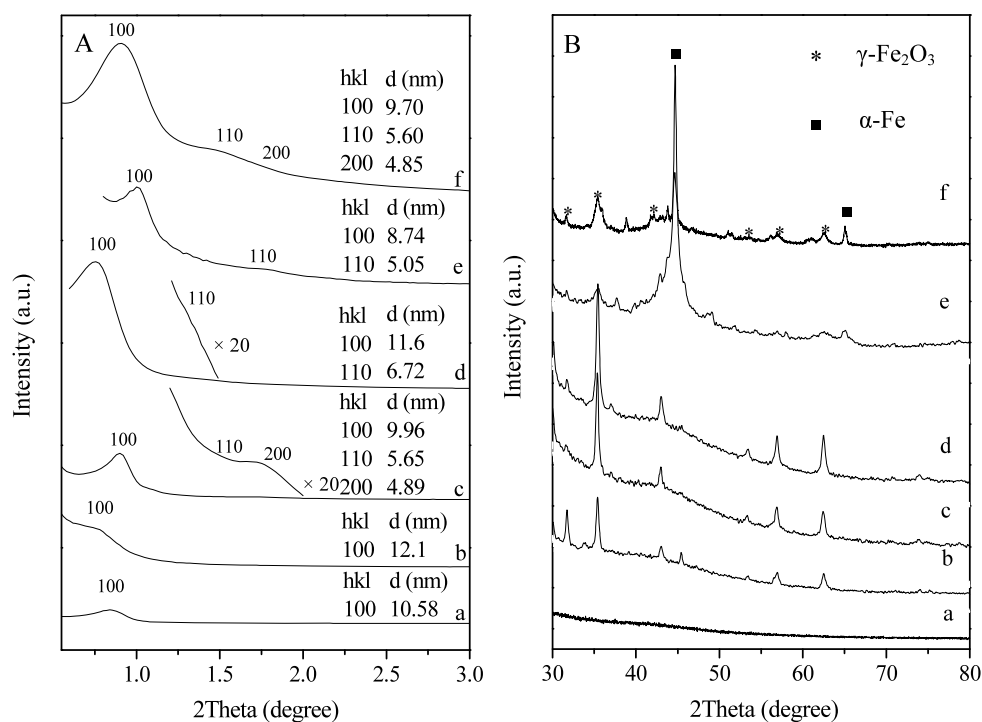 A
100
110
200
hkl d (nm)
100 9.70
110 5.60
200 4.85
f
100
110
hkl d (nm)
100 8.74
110 5.05
e
100
110
× 20
hkl d (nm)
100 11.6
110 6.72
d
100
110
200
× 20
hkl d (nm)
100 9.96
110 5.65
200 4.89
c
100
hkl d (nm)
100 12.1
b
100
hkl d (nm)
100 10.58
a
1.0 1.5 2.0 2.5 3.0
2Theta (degree)
Intensity (a.u.)
B
* γ-Fe₂O₃
■ α-Fe
f
e
d
c
b
a
30 40 50 60 70 80
2Theta (degree)
Intensity (a.u.)